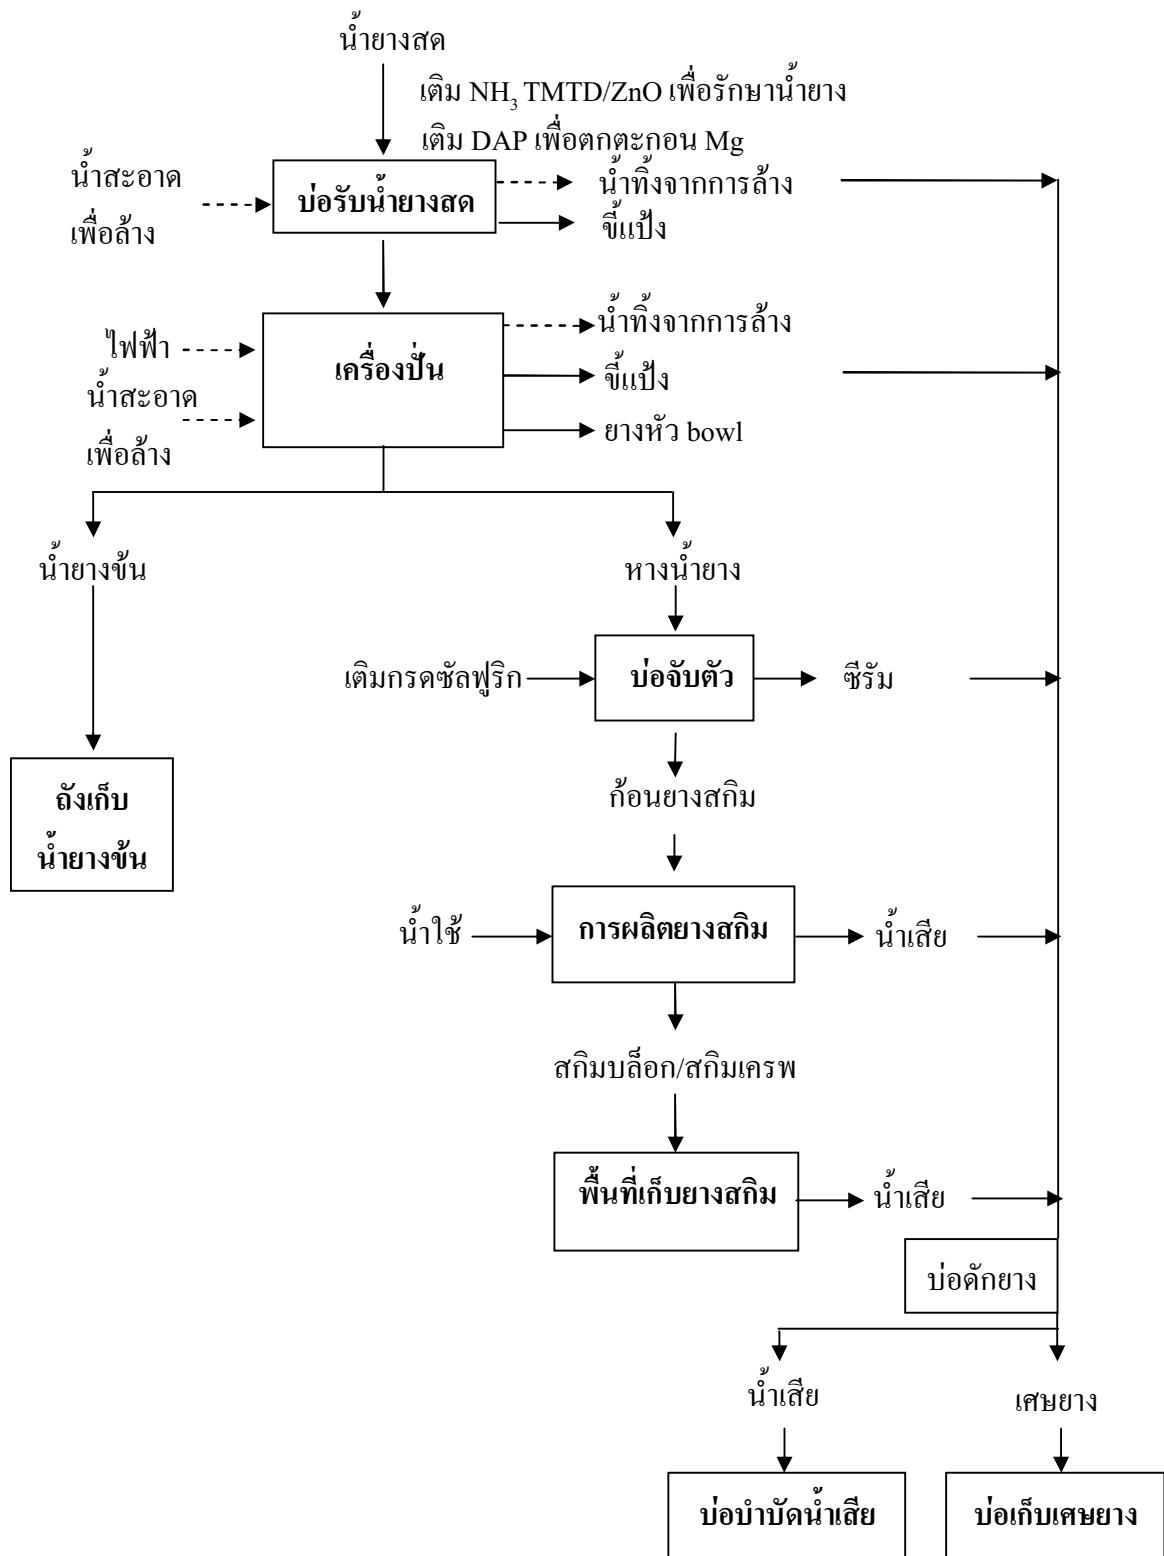 น้ำยางสด
เติม NH3 TMTD/ZnO เพื่อรักษาน้ำยาง
เติม DAP เพื่อตกตะกอน Mg
น้ำสะอาด
เพื่อล้าง
บ่อรับน้ำยางสด
น้ำทิ้งจากการล้าง
ขี้แป้ง
ไฟฟ้า
น้ำสะอาด
เพื่อล้าง
เครื่องปั่น
น้ำทิ้งจากการล้าง
ขี้แป้ง
ยางหัว bowl
น้ำยางข้น
หางน้ำยาง
เติมกรดซัลฟูริก
บ่อจับตัว
ซีรัม
ถังเก็บ
น้ำยางข้น
ก้อนยางสกิม
น้ำใช้
การผลิตยางสกิม
น้ำเสีย
สกิมบล็อก/สกิมเครพ
พื้นที่เก็บยางสกิม
น้ำเสีย
บ่อดักยาง
น้ำเสีย
เศษยาง
บ่อบำบัดน้ำเสีย
บ่อเก็บเศษยาง